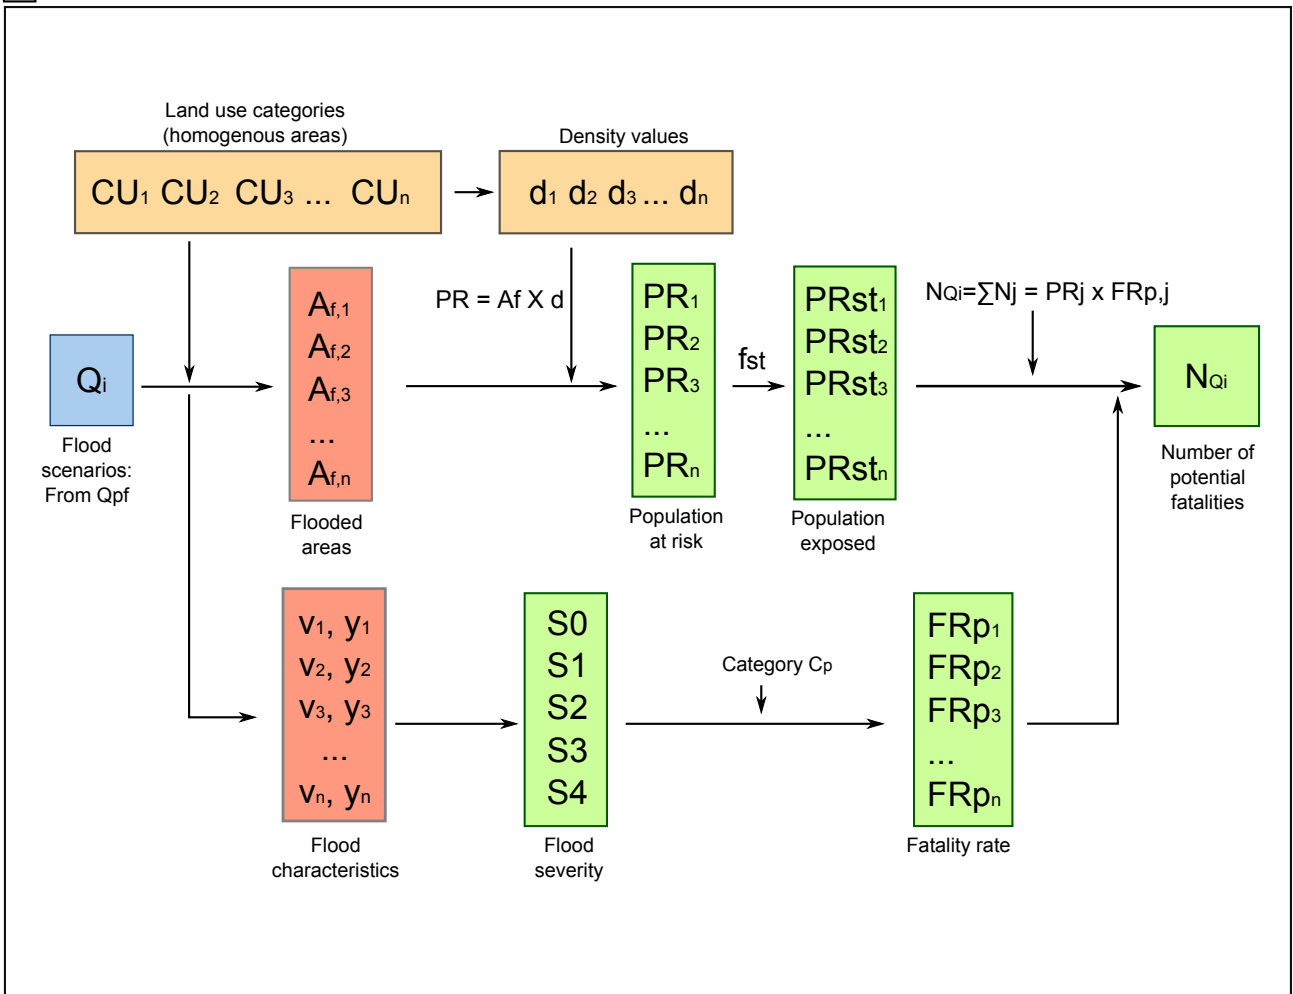 Land use categories
(homogenous areas)
CU1 CU2 CU3 ... CUn
Density values
d1 d2 d3 ... dn
PR = Af X d
NQi=∑Nj = PRj x FRp,j
Qi
Flood
scenarios:
From Qpf
Af,1
Af,2
Af,3
...
Af,n
Flooded
areas
PR1
PR2
PR3
...
PRn
Population
at risk
fst
PRst1
PRst2
PRst3
...
PRstn
Population
exposed
NQi
Number of
potential
fatalities
v1, y1
v2, y2
v3, y3
...
vn, yn
Flood
characteristics
S0
S1
S2
S3
S4
Flood
severity
Category Cp
FRp1
FRp2
FRp3
...
FRpn
Fatality rate